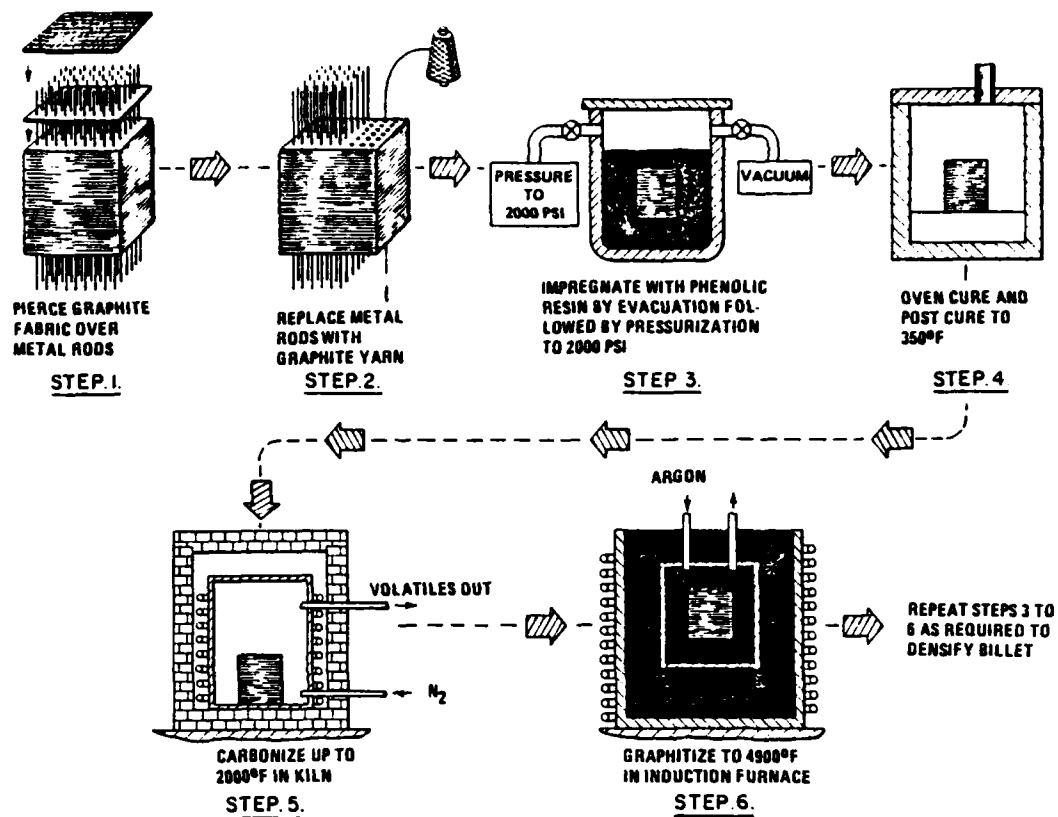 PIERCE GRAPHITE
FABRIC OVER
METAL RODS
STEP.1.
REPLACE METAL
RODS WITH
GRAPHITE YARN
STEP.2.
PRESSURE
TO
2000 PSI
VACUUM
IMPREGNATE WITH PHENOLIC
RESIN BY EVACUATION FOL-
LOWED BY PRESSURIZATION
TO 2000 PSI
STEP 3.
OVEN CURE AND
POST CURE TO
350°F
STEP.4.
VOLATILES OUT
N₂
CARBONIZE UP TO
2000°F IN KILN
STEP.5.
ARGON
GRAPHITIZE TO 4900°F
IN INDUCTION FURNACE
STEP.6.
REPEAT STEPS 3 TO
6 AS REQUIRED TO
DENSIFY BILLET